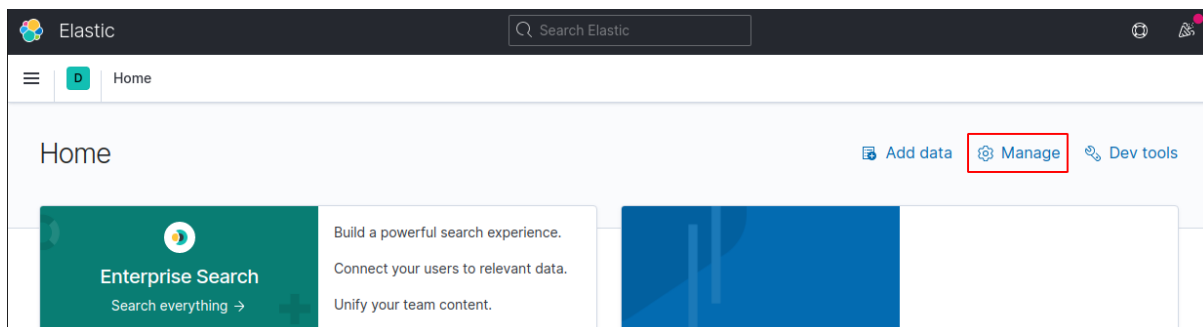 Elastic
Search Elastic
D
Home
Home
Add data
Manage
Dev tools
Enterprise Search
Search everything →
Build a powerful search experience.
Connect your users to relevant data.
Unify your team content.